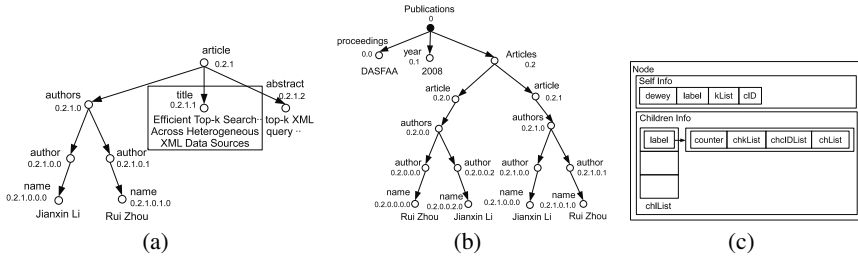 article
0.2.1
authors
0.2.1.0
title
0.2.1.1
abstract
0.2.1.2
Efficient Top-k Search··
Across Heterogeneous
XML Data Sources
top-k XML
query ··
author
0.2.1.0.0
author
0.2.1.0.1
name
0.2.1.0.0.0
name
0.2.1.0.1.0
Jianxin Li
Rui Zhou
(a)
Publications
0
proceedings
0.0
year
0.1
Articles
0.2
DASFAA
2008
article
0.2.0
article
0.2.1
authors
0.2.0.0
authors
0.2.1.0
author
0.2.0.0.0
author
0.2.0.0.2
author
0.2.1.0.0
author
0.2.1.0.1
name
0.2.0.0.0.0
name
0.2.0.0.2.0
name
0.2.1.0.0.0
name
0.2.1.0.1.0
Rui Zhou
Jianxin Li
Jianxin Li
Rui Zhou
(b)
Node
Self Info
dewey label kList cID
Children Info
label counter chkList chcIDList chList
chlList
(c)